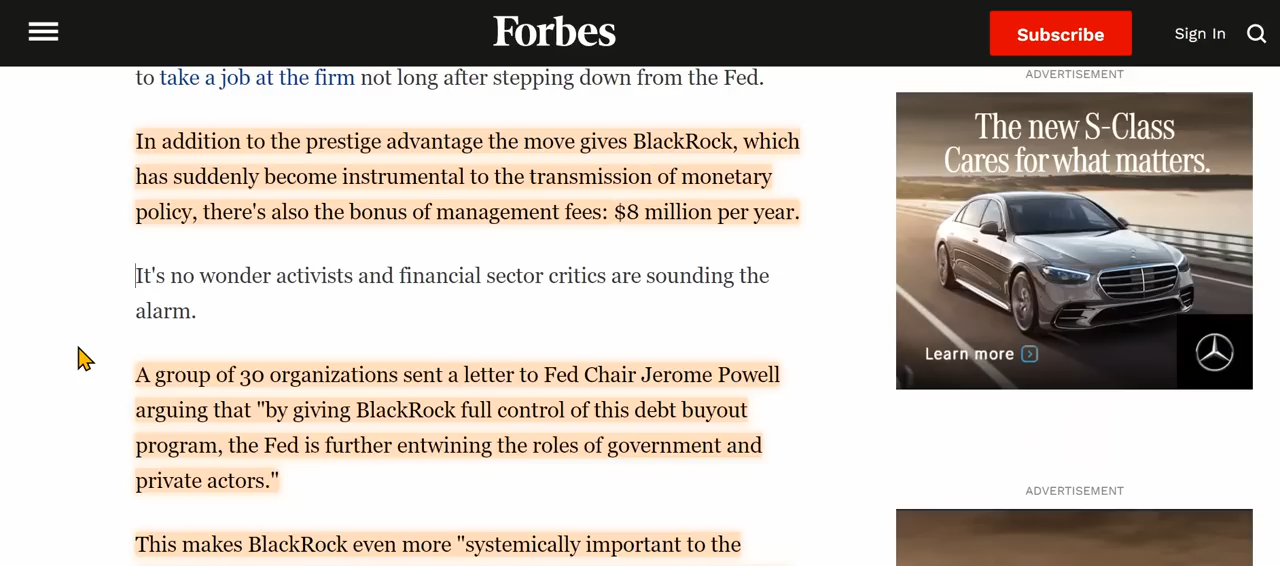 Forbes
Subscribe
Sign In
to take a job at the firm not long after stepping down from the Fed.
In addition to the prestige advantage the move gives BlackRock, which
has suddenly become instrumental to the transmission of monetary
policy, there's also the bonus of management fees: $8 million per year.
It's no wonder activists and financial sector critics are sounding the
alarm.
A group of 30 organizations sent a letter to Fed Chair Jerome Powell
arguing that "by giving BlackRock full control of this debt buyout
program, the Fed is further entwining the roles of government and
private actors."
This makes BlackRock even more "systemically important to the
ADVERTISEMENT
The new S-Class
Cares for what matters.
Learn more
ADVERTISEMENT